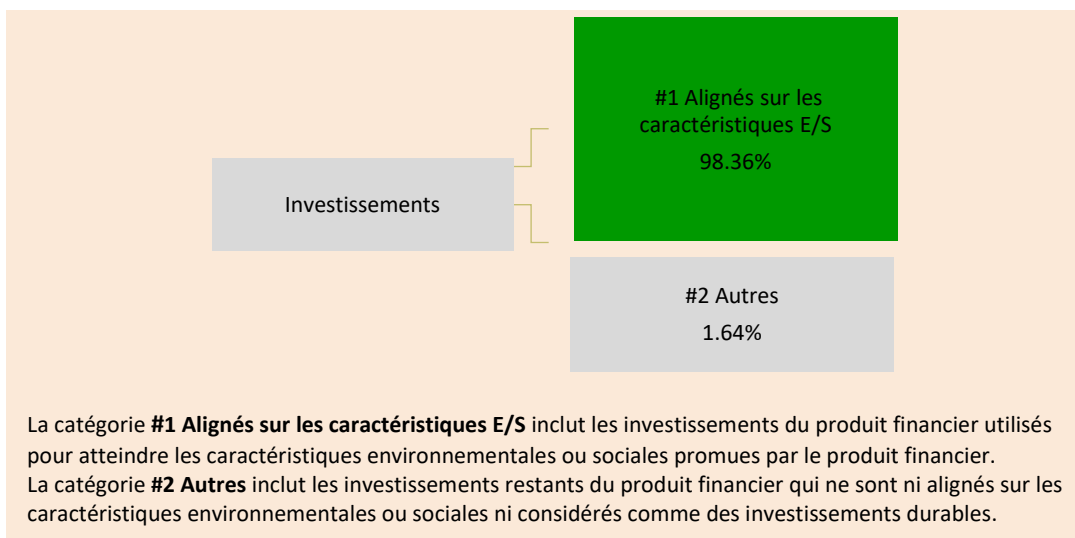 #1 Alignés sur les
caractéristiques E/S
98.36%
Investissements
#2 Autres
1.64%
La catégorie #1 Alignés sur les caractéristiques E/S inclut les investissements du produit financier utilisés
pour atteindre les caractéristiques environnementales ou sociales promues par le produit financier.
La catégorie #2 Autres inclut les investissements restants du produit financier qui ne sont ni alignés sur les
caractéristiques environnementales ou sociales ni considérés comme des investissements durables.